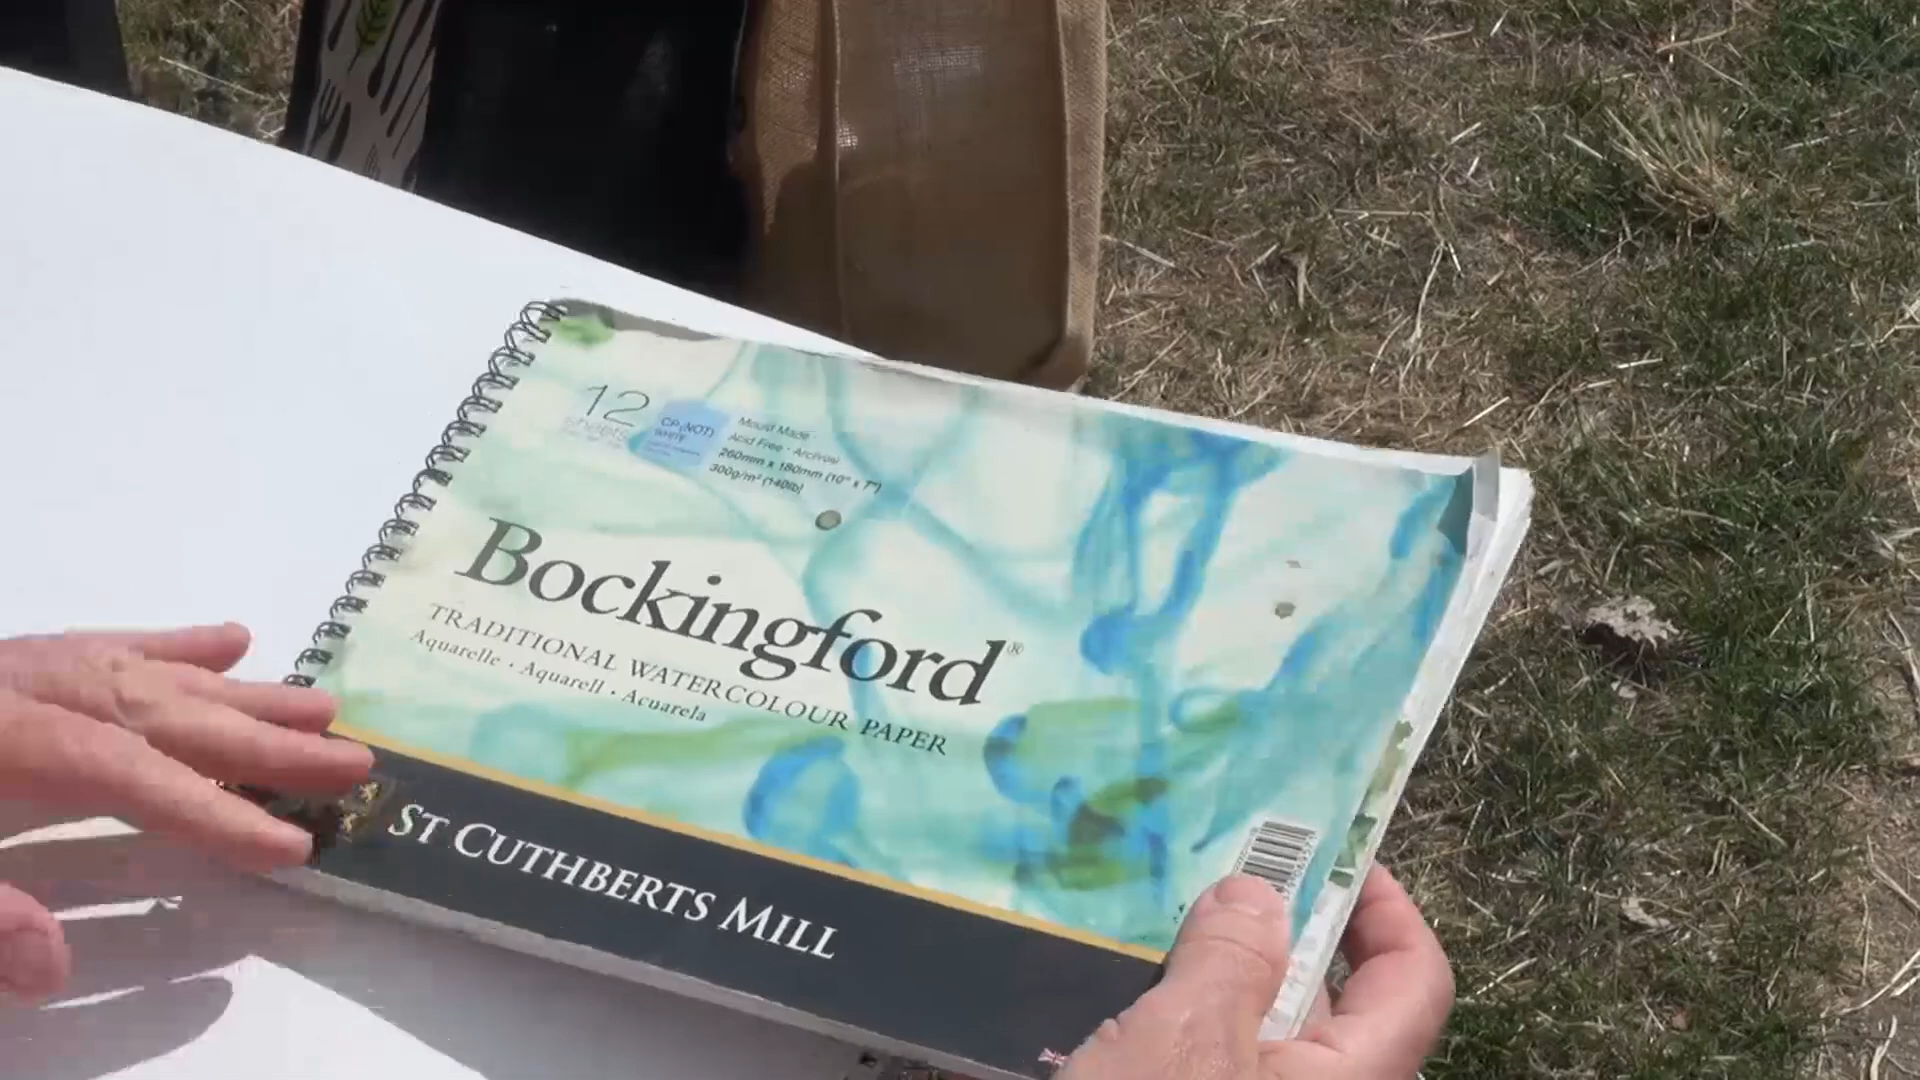 12
sheets
CP (NOT)
WHITE
Mould Made
Acid Free · Archival
260mm x 180mm (10" x 7")
300g/m² (140lb)
Bockingford®
TRADITIONAL WATERCOLOUR PAPER
Aquarelle · Aquarell · Acuarela
ST CUTHBERTS MILL